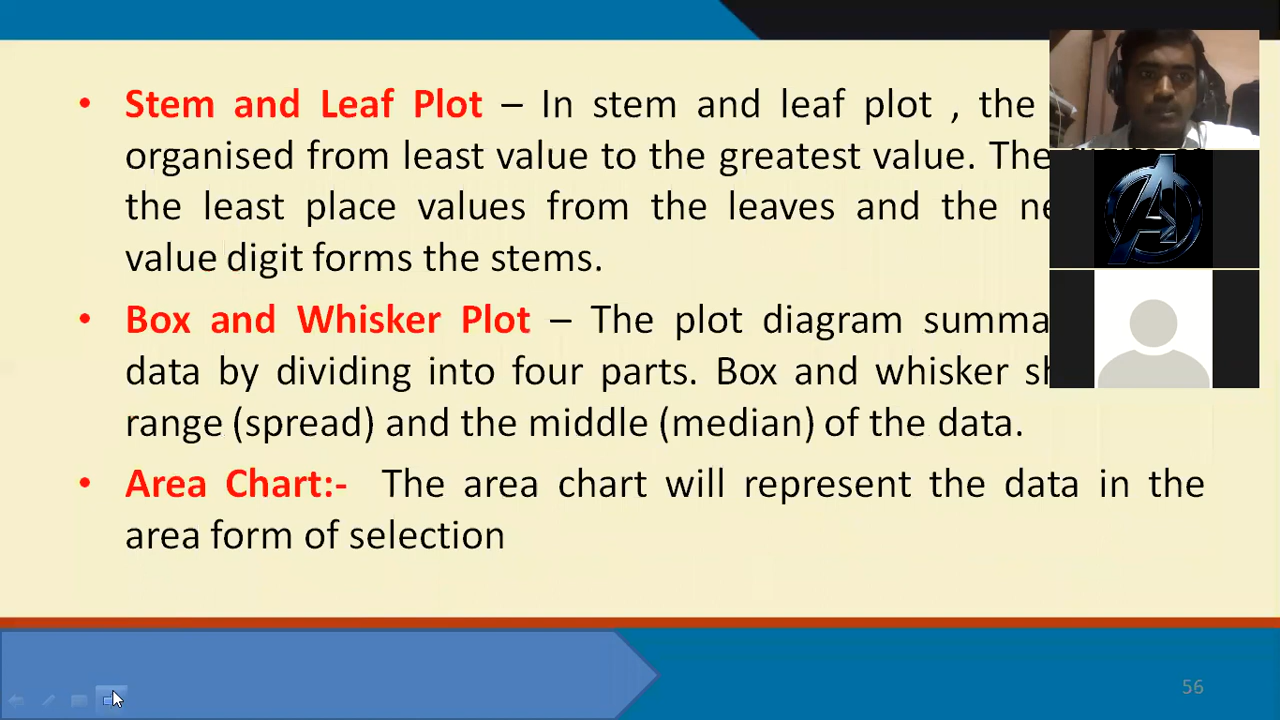 • Stem and Leaf Plot – In stem and leaf plot , the
organised from least value to the greatest value. The
the least place values from the leaves and the
value digit forms the stems.
• Box and Whisker Plot – The plot diagram
data by dividing into four parts. Box and whisker
range (spread) and the middle (median) of the data.
• Area Chart:- The area chart will represent the data in the
area form of selection
56